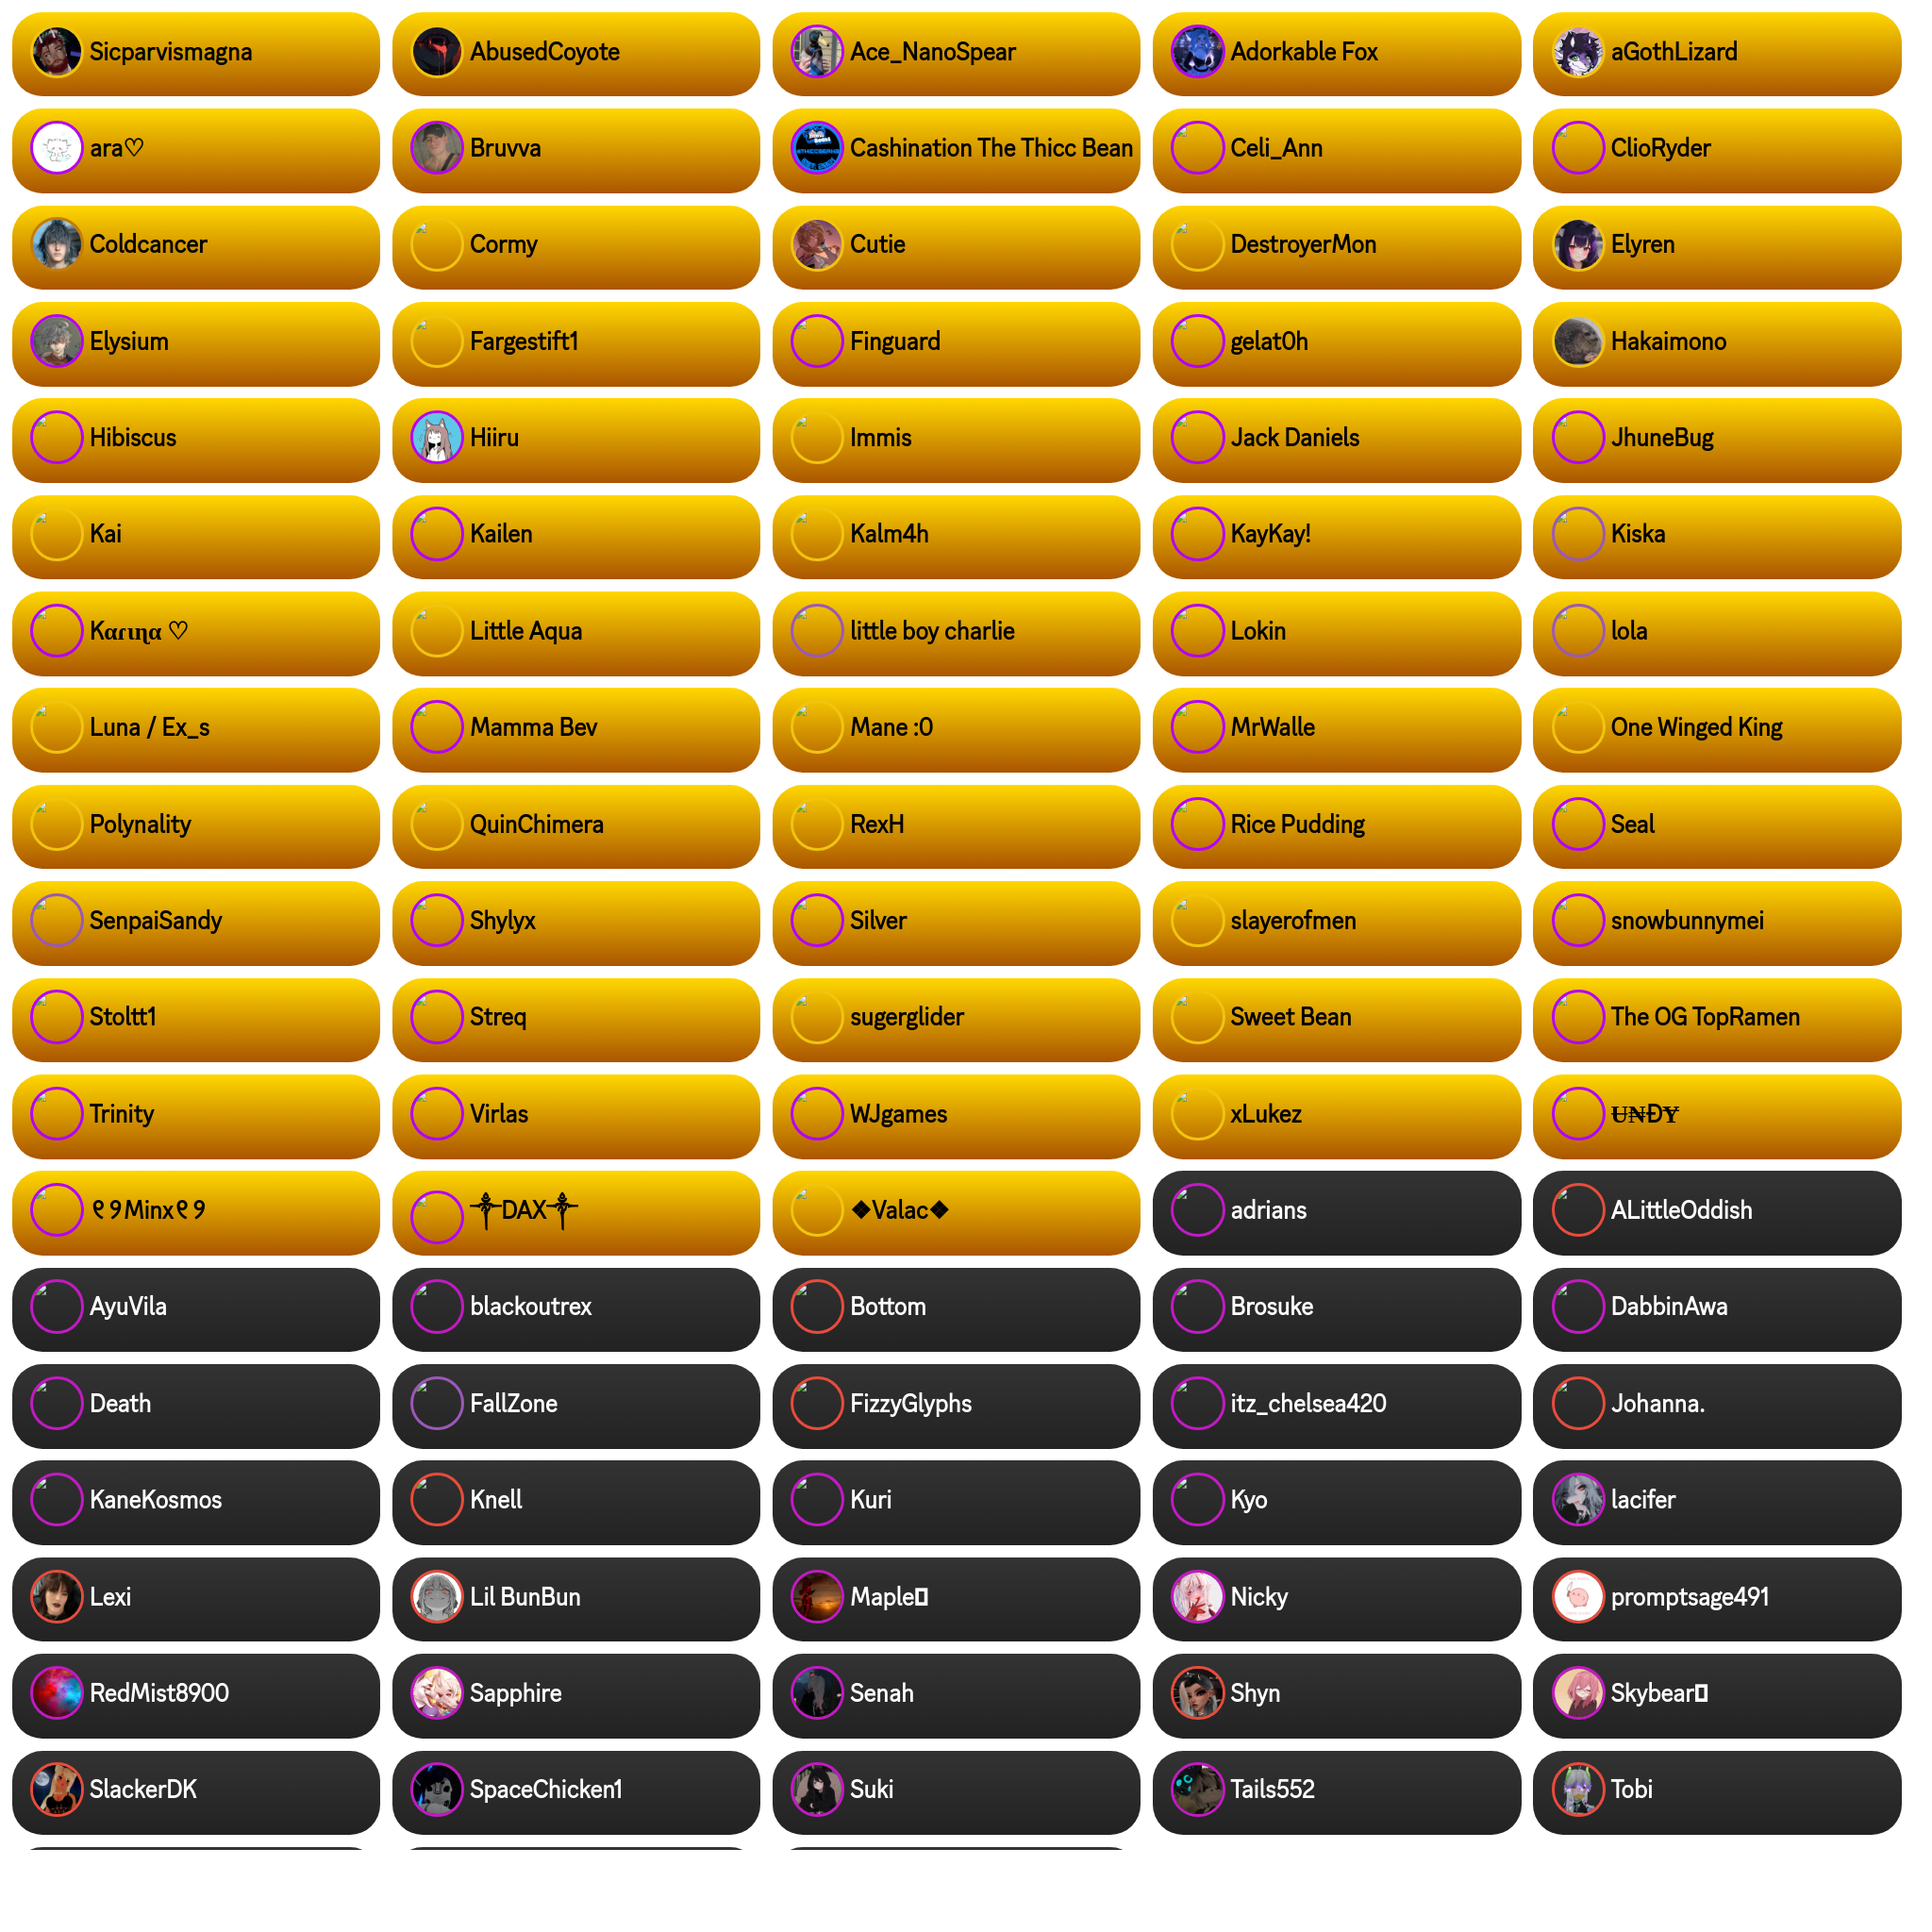 Sicparvismagna
AbusedCoyote
Ace_NanoSpear
Adorkable Fox
aGothLizard
ara♡
Bruvva
Cashination The Thicc Bean
Celi_Ann
ClioRyder
Coldcancer
Cormy
Cutie
DestroyerMon
Elyren
Elysium
Fargestift1
Finguard
gelat0h
Hakaimono
Hibiscus
Hiiru
Immis
Jack Daniels
JhuneBug
Kai
Kailen
Kalm4h
KayKay!
Kiska
Kαɾιɳα ♡
Little Aqua
little boy charlie
Lokin
lola
Luna / Ex_s
Mamma Bev
Mane :0
MrWalle
One Winged King
Polynality
QuinChimera
RexH
Rice Pudding
Seal
SenpaiSandy
Shylyx
Silver
slayerofmen
snowbunnymei
Stoltt1
Streq
sugerglider
Sweet Bean
The OG TopRamen
Trinity
Virlas
WJgames
xLukez
U̶N̶ĐY̶
୧୨Minx୧୨
༒DAX༒
❖Valac❖
adrians
ALittleOddish
AyuVila
blackoutrex
Bottom
Brosuke
DabbinAwa
Death
FallZone
FizzyGlyphs
itz_chelsea420
Johanna.
KaneKosmos
Knell
Kuri
Kyo
lacifer
Lexi
Lil BunBun
Maple
Nicky
promptsage491
RedMist8900
Sapphire
Senah
Shyn
Skybear
SlackerDK
SpaceChicken1
Suki
Tails552
Tobi